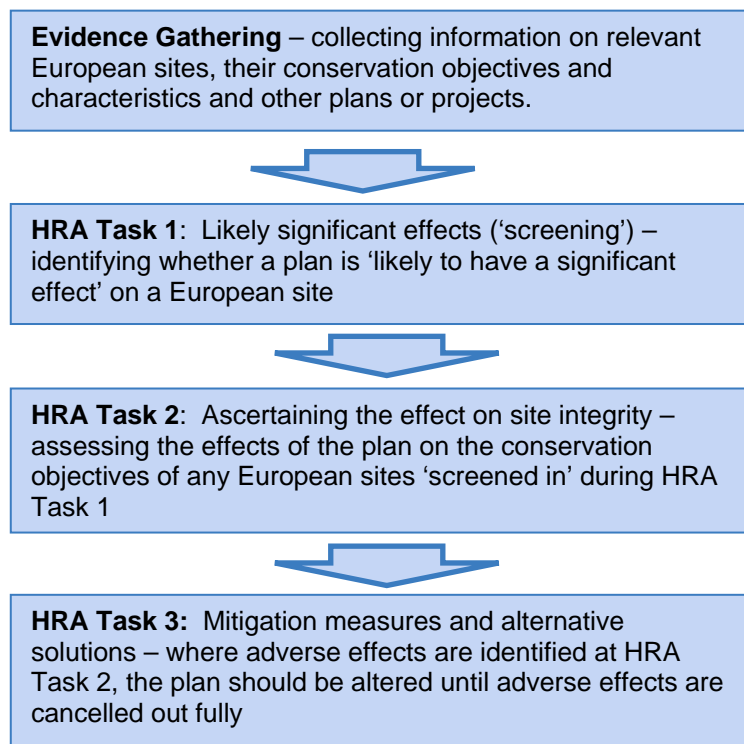 Evidence Gathering – collecting information on relevant
European sites, their conservation objectives and
characteristics and other plans or projects.
HRA Task 1:  Likely significant effects (‘screening’) –
identifying whether a plan is ‘likely to have a significant
effect’ on a European site
HRA Task 2:  Ascertaining the effect on site integrity –
assessing the effects of the plan on the conservation
objectives of any European sites ‘screened in’ during HRA
Task 1
HRA Task 3:  Mitigation measures and alternative
solutions – where adverse effects are identified at HRA
Task 2, the plan should be altered until adverse effects are
cancelled out fully